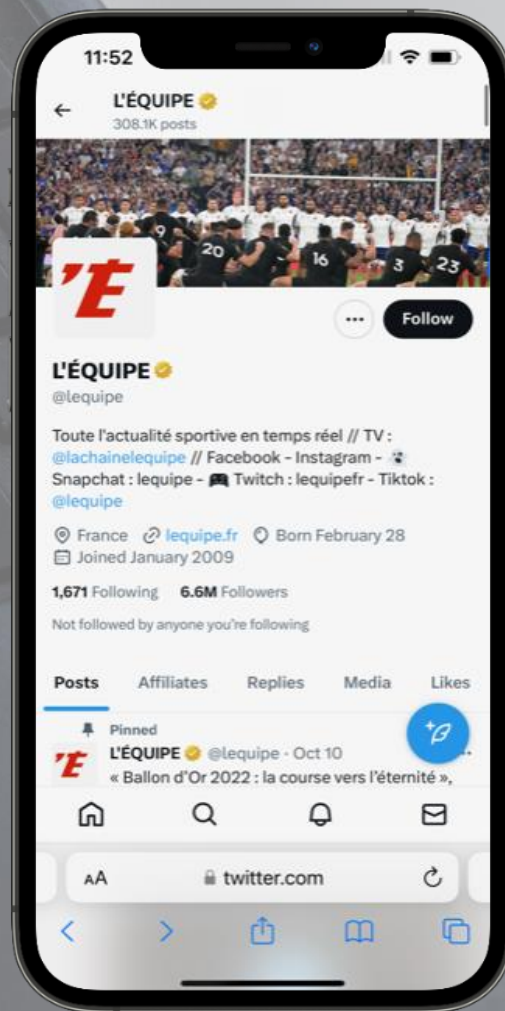 11:52
L'ÉQUIPE
308.1K posts
9 20 16 3 23
'É
Follow
L'ÉQUIPE
@lequipe
Toute l'actualité sportive en temps réel // TV :
@lachainelequipe // Facebook - Instagram -
Snapchat : lequipe - Twitch : lequipefr - Tiktok :
@lequipe
France lequipe.fr Born February 28
Joined January 2009
1,671 Following 6.6M Followers
Not followed by anyone you're following
Posts Affiliates Replies Media Likes
Pinned
'É L'ÉQUIPE @lequipe · Oct 10
« Ballon d'Or 2022 : la course vers l'éternité »,
AA twitter.com